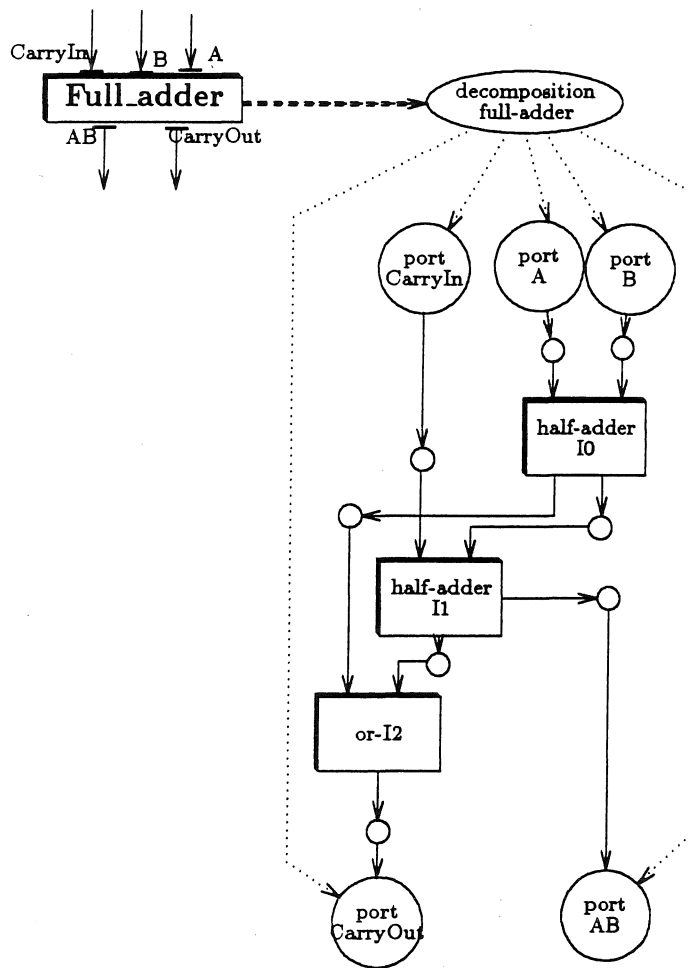 CarryIn
B
A
Full_adder
AB
CarryOut
decomposition
full-adder
port
CarryIn
port
A
port
B
half-adder
I0
half-adder
I1
or-I2
port
CarryOut
port
AB